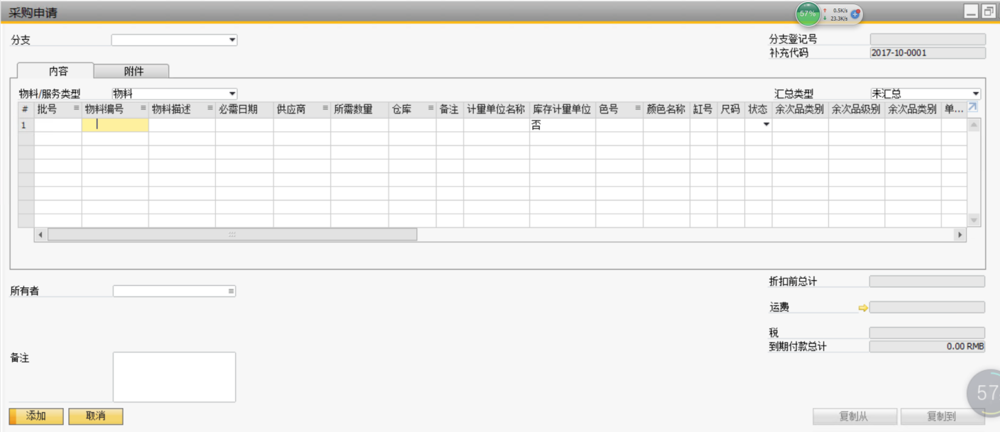 采购申请
57% ↑ 0.5K/s
↓ 23.3K/s
分支 分支登记号
补充代码 2017-10-0001
内容 附件
物料/服务类型 物料 汇总类型 未汇总
# 批号 物料编号 物料描述 必需日期 供应商 所需数量 仓库 备注 计量单位名称 库存计量单位 色号 颜色名称 缸号 尺码 状态 余次品类别 余次品级别 余次品类别 单...
1 否
所有者 折扣前总计
运费
税
到期付款总计 0.00 RMB
备注
57
添加 取消 复制从 复制到